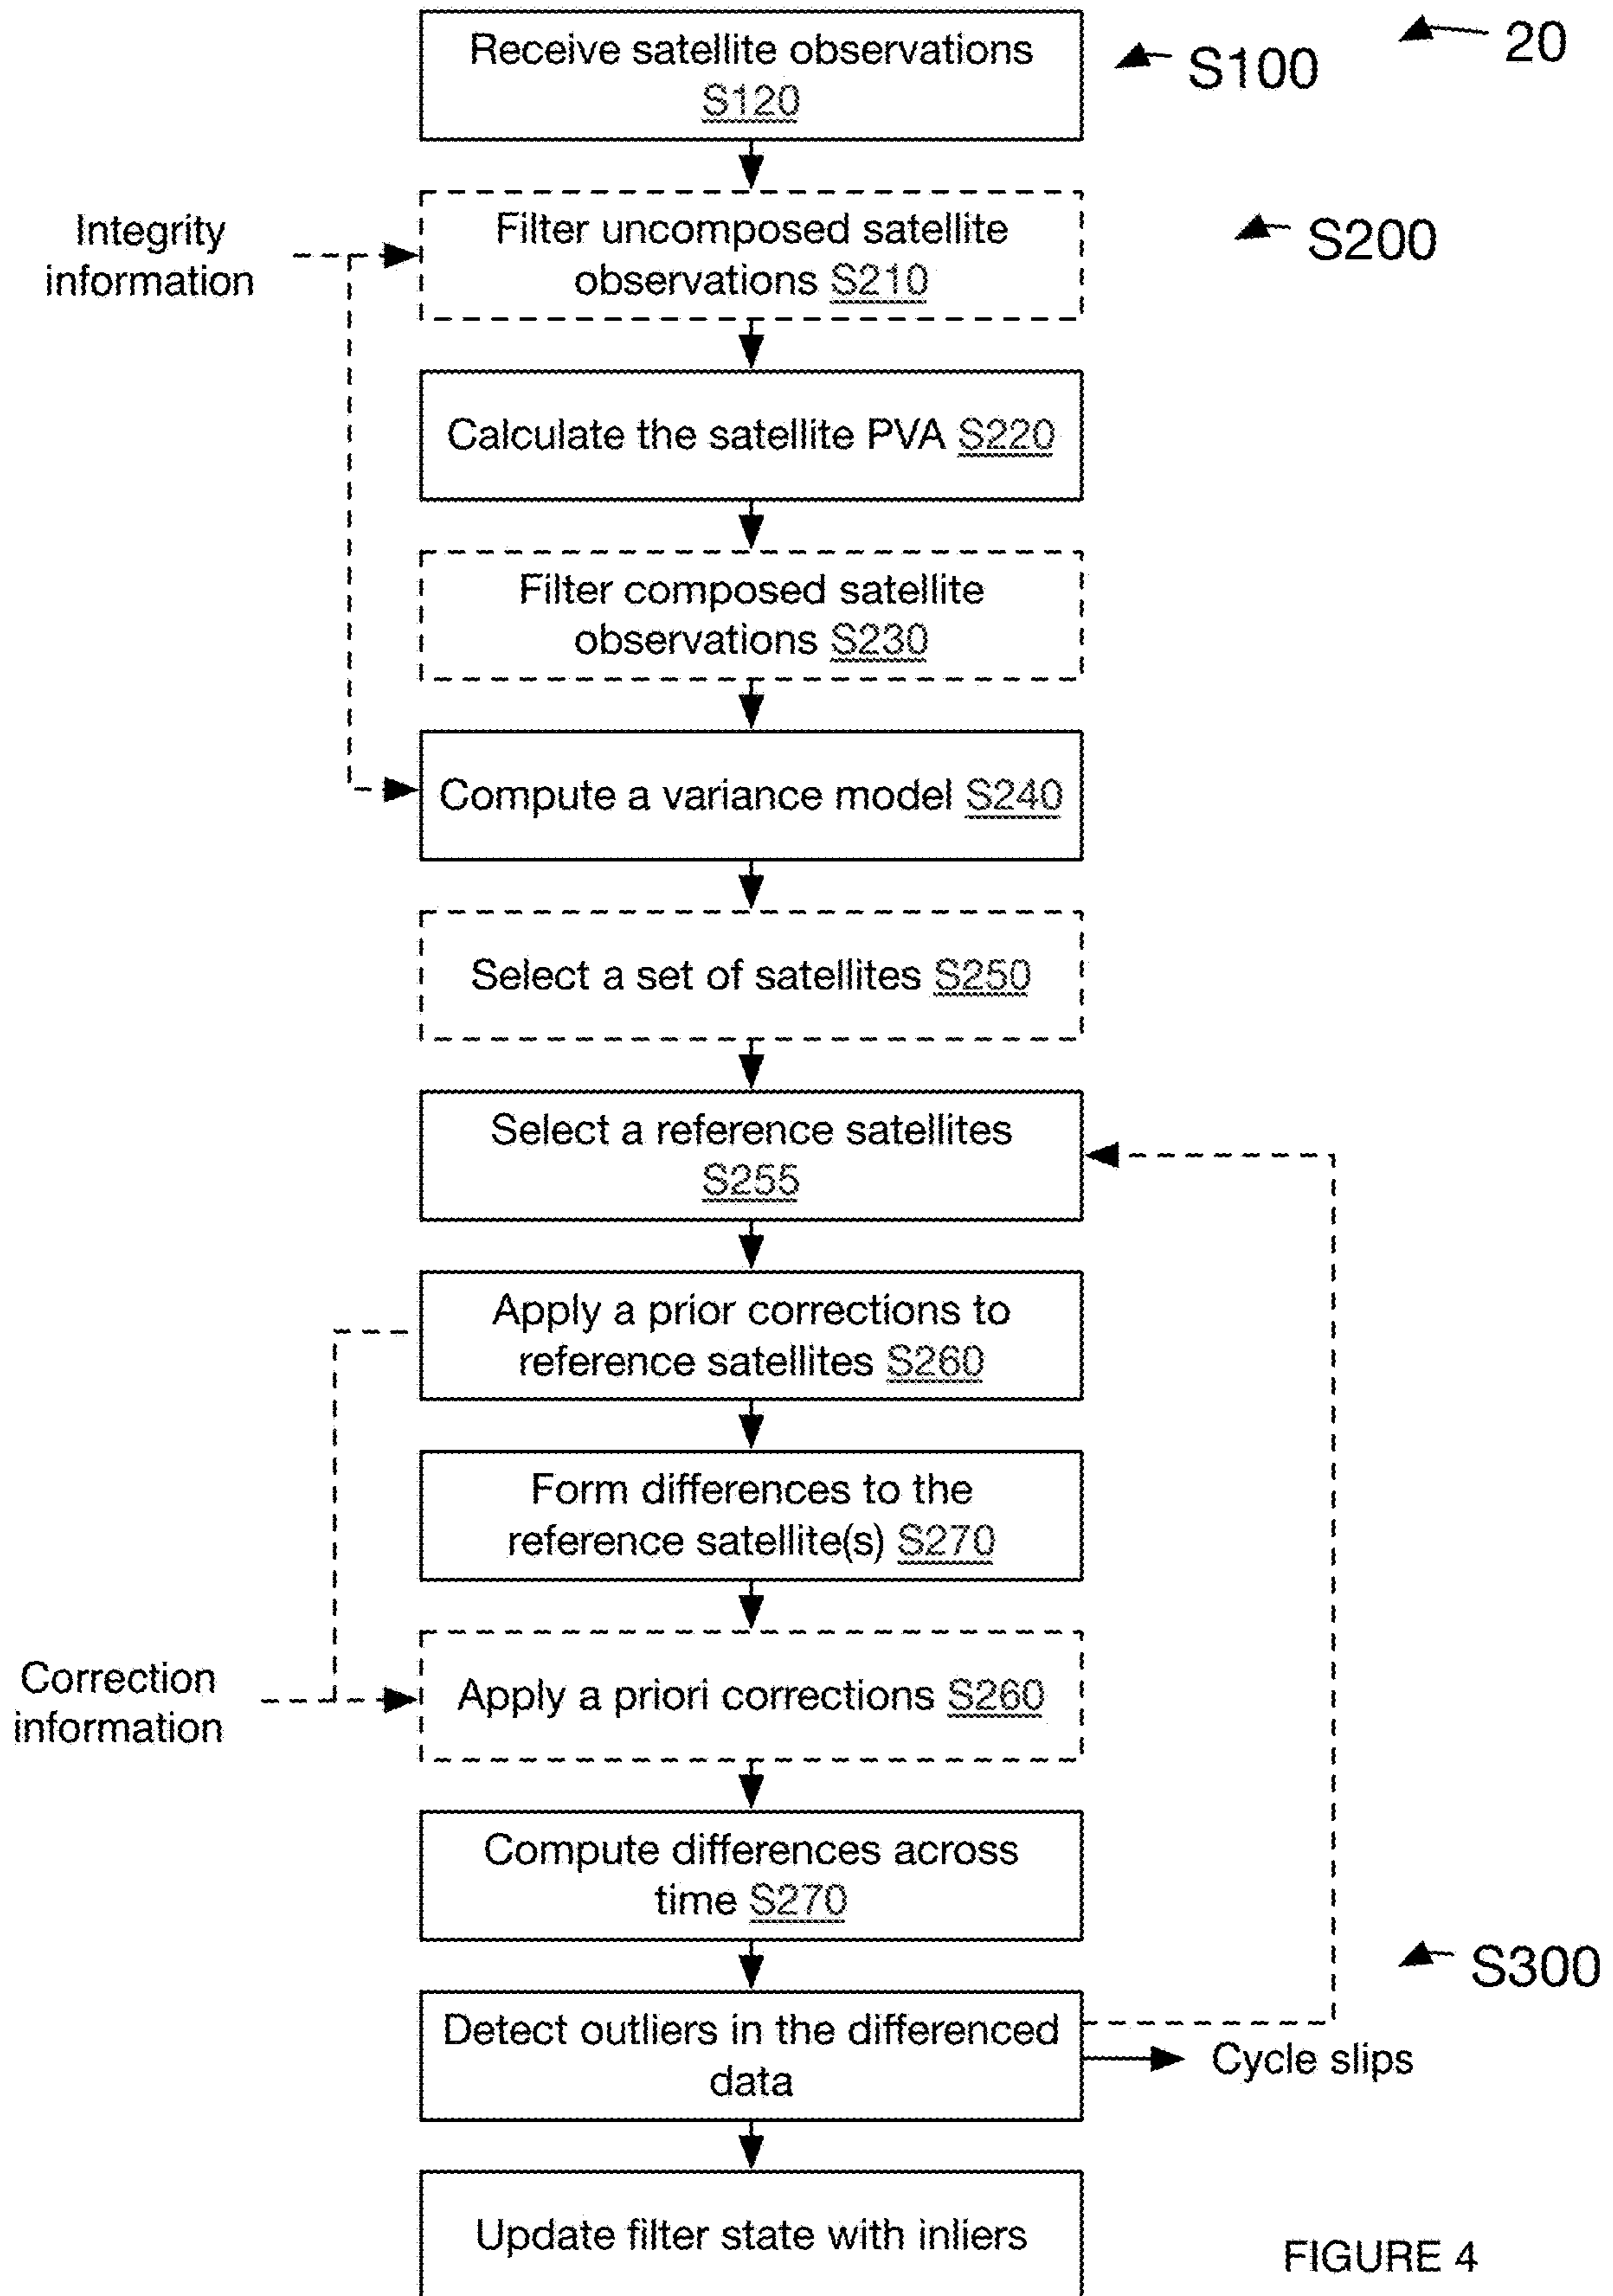 Receive satellite observations
S120
S100
20
Integrity
information
Filter uncomposed satellite
observations S210
S200
Calculate the satellite PVA S220
Filter composed satellite
observations S230
Compute a variance model S240
Select a set of satellites S250
Select a reference satellites
S255
Apply a prior corrections to
reference satellites S260
Form differences to the
reference satellite(s) S270
Correction
information
Apply a priori corrections S260
Compute differences across
time S270
S300
Detect outliers in the differenced
data
Cycle slips
Update filter state with inliers
FIGURE 4